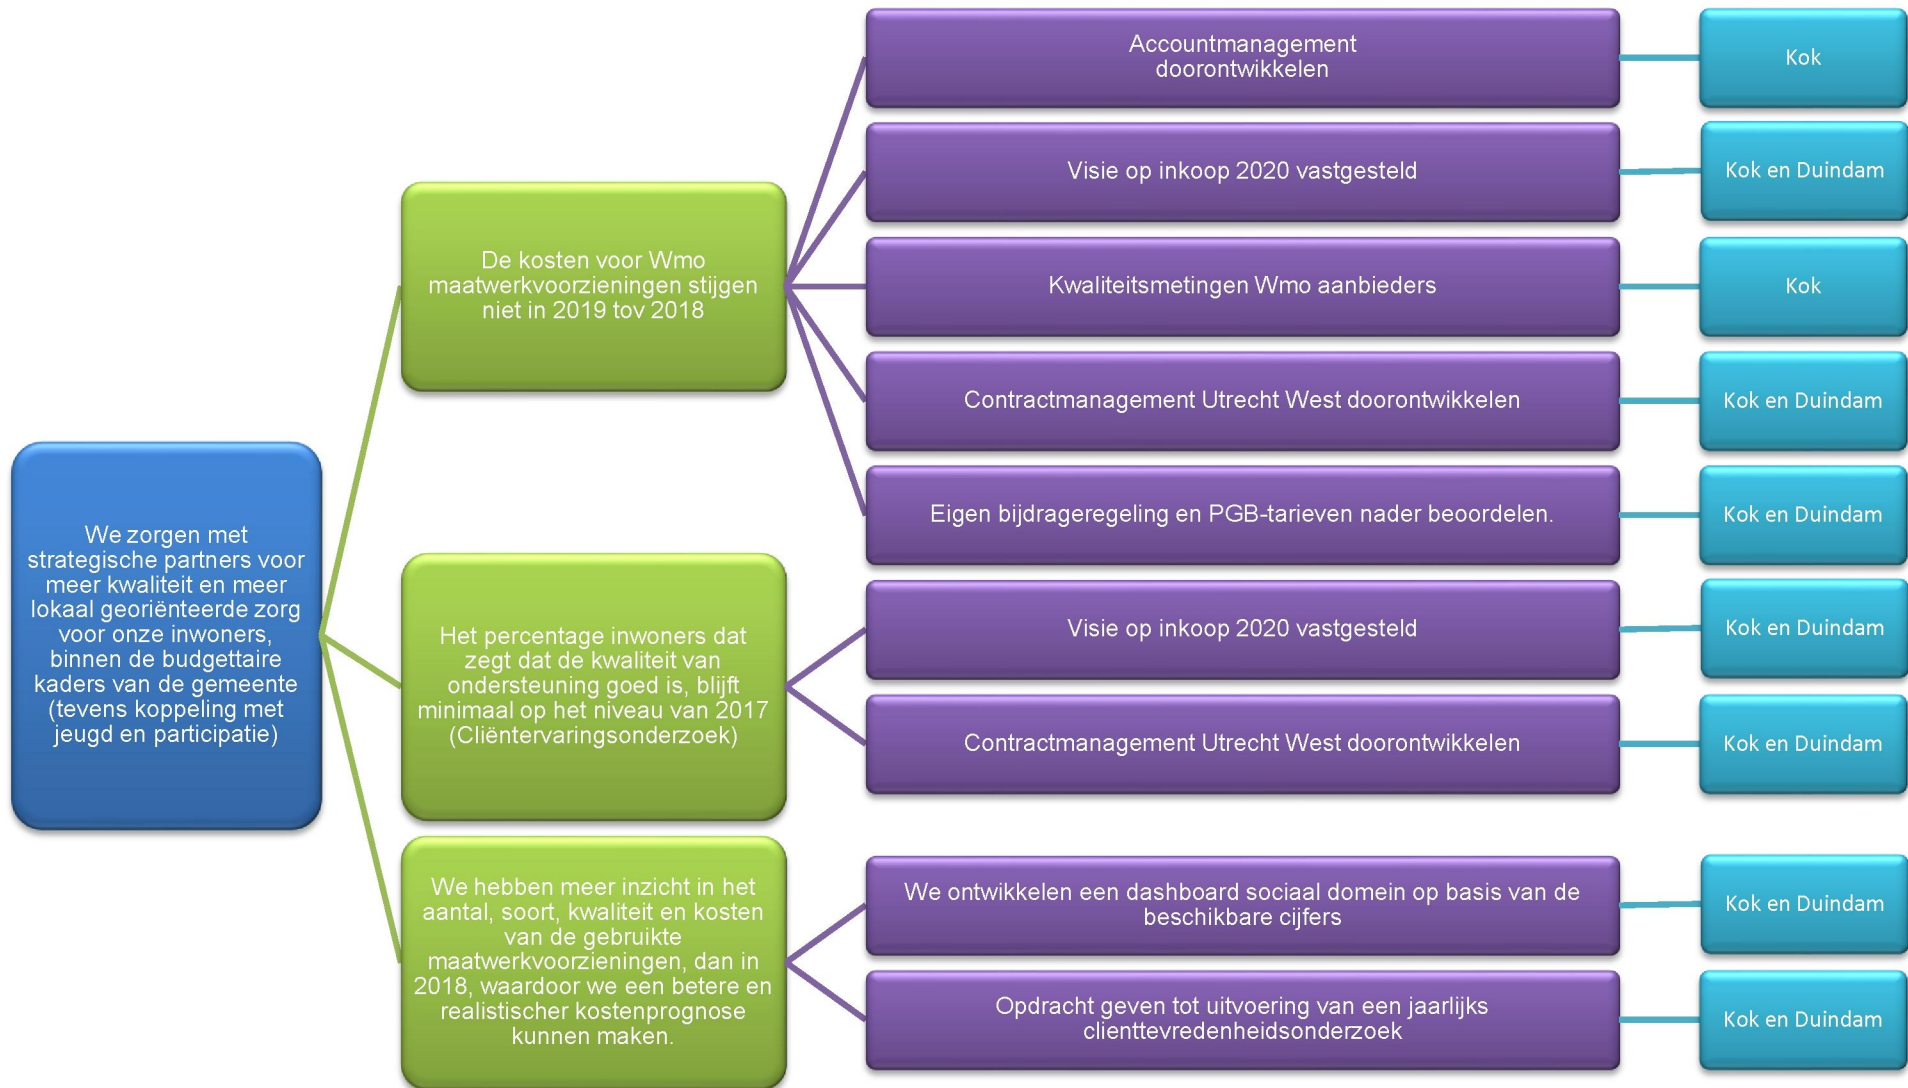 We zorgen met
strategische partners voor
meer kwaliteit en meer
lokaal georiënteerde zorg
voor onze inwoners,
binnen de budgettaire
kaders van de gemeente
(tevens koppeling met
jeugd en participatie)
De kosten voor Wmo
maatwerkvoorzieningen stijgen
niet in 2019 tov 2018
Accountmanagement
doorontwikkelen
Kok
Visie op inkoop 2020 vastgesteld
Kok en Duindam
Kwaliteitsmetingen Wmo aanbieders
Kok
Contractmanagement Utrecht West doorontwikkelen
Kok en Duindam
Eigen bijdrageregeling en PGB-tarieven nader beoordelen.
Kok en Duindam
Het percentage inwoners dat
zegt dat de kwaliteit van
ondersteuning goed is, blijft
minimaal op het niveau van 2017
(Cliëntervaringsonderzoek)
Visie op inkoop 2020 vastgesteld
Kok en Duindam
Contractmanagement Utrecht West doorontwikkelen
Kok en Duindam
We hebben meer inzicht in het
aantal, soort, kwaliteit en kosten
van de gebruikte
maatwerkvoorzieningen, dan in
2018, waardoor we een betere en
realistischer kostenprognose
kunnen maken.
We ontwikkelen een dashboard sociaal domein op basis van de
beschikbare cijfers
Kok en Duindam
Opdracht geven tot uitvoering van een jaarlijks
clienttevredenheidsonderzoek
Kok en Duindam